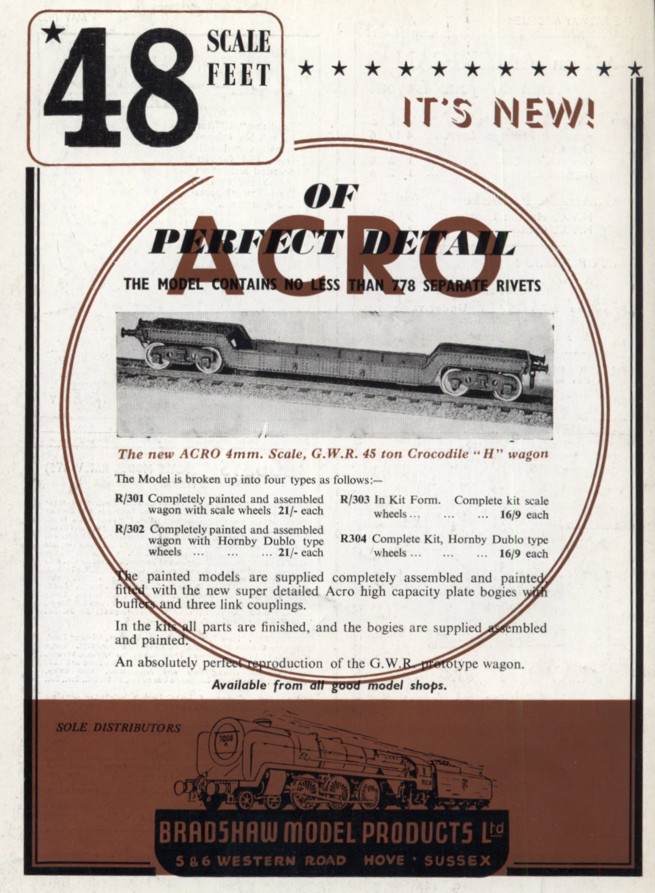 ★48 SCALE
FEET
★ ★ ★ ★ ★ ★ ★ ★ ★ ★ ★
IT'S NEW!
OF
ACRO
PERFECT DETAIL
THE MODEL CONTAINS NO LESS THAN 778 SEPARATE RIVETS
The new ACRO 4mm. Scale, G.W.R. 45 ton Crocodile "H" wagon
The Model is broken up into four types as follows:—
R/301 Completely painted and assembled
wagon with scale wheels 21/- each
R/302 Completely painted and assembled
wagon with Hornby Dublo type
wheels ... ... ... 21/- each
R/303 In Kit Form. Complete kit scale
wheels ... ... ... 16/9 each
R304 Complete Kit, Hornby Dublo type
wheels ... ... ... 16/9 each
The painted models are supplied completely assembled and painted,
fitted with the new super detailed Acro high capacity plate bogies with
buffers and three link couplings.
In the kits all parts are finished, and the bogies are supplied assembled
and painted.
An absolutely perfect reproduction of the G.W.R. prototype wagon.
Available from all good model shops.
SOLE DISTRIBUTORS
BRADSHAW MODEL PRODUCTS Ltd
5 & 6 WESTERN ROAD HOVE · SUSSEX